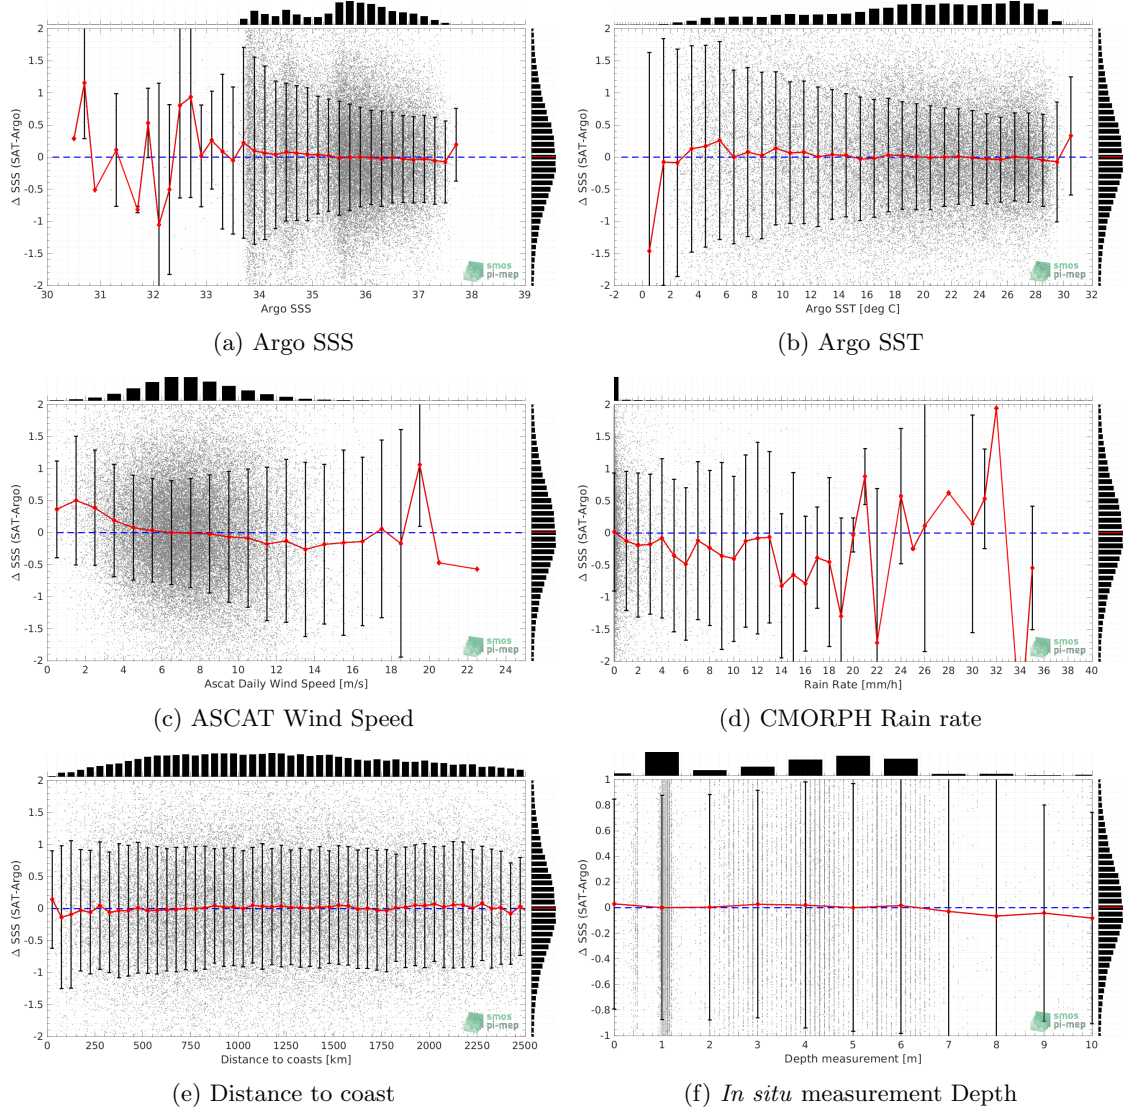 2
1.5
1
0.5
0
-0.5
-1
-1.5
-2
Δ SSS (SAT-Argo)
smos
pi-mep
30 31 32 33 34 35 36 37 38 39
Argo SSS
(a) Argo SSS
2
1.5
1
0.5
0
-0.5
-1
-1.5
-2
Δ SSS (SAT-Argo)
smos
pi-mep
-2 0 2 4 6 8 10 12 14 16 18 20 22 24 26 28 30 32
Argo SST [deg C]
(b) Argo SST
2
1.5
1
0.5
0
-0.5
-1
-1.5
-2
Δ SSS (SAT-Argo)
smos
pi-mep
0 2 4 6 8 10 12 14 16 18 20 22 24
Ascat Daily Wind Speed [m/s]
(c) ASCAT Wind Speed
2
1.5
1
0.5
0
-0.5
-1
-1.5
-2
Δ SSS (SAT-Argo)
smos
pi-mep
0 2 4 6 8 10 12 14 16 18 20 22 24 26 28 30 32 34 36 38 40
Rain Rate [mm/h]
(d) CMORPH Rain rate
2
1.5
1
0.5
0
-0.5
-1
-1.5
-2
Δ SSS (SAT-Argo)
smos
pi-mep
0 250 500 750 1000 1250 1500 1750 2000 2250 2500
Distance to coasts [km]
(e) Distance to coast
1
0.8
0.6
0.4
0.2
0
-0.2
-0.4
-0.6
-0.8
-1
Δ SSS (SAT-Argo)
smos
pi-mep
0 1 2 3 4 5 6 7 8 9 10
Depth measurement [m]
(f) In situ measurement Depth